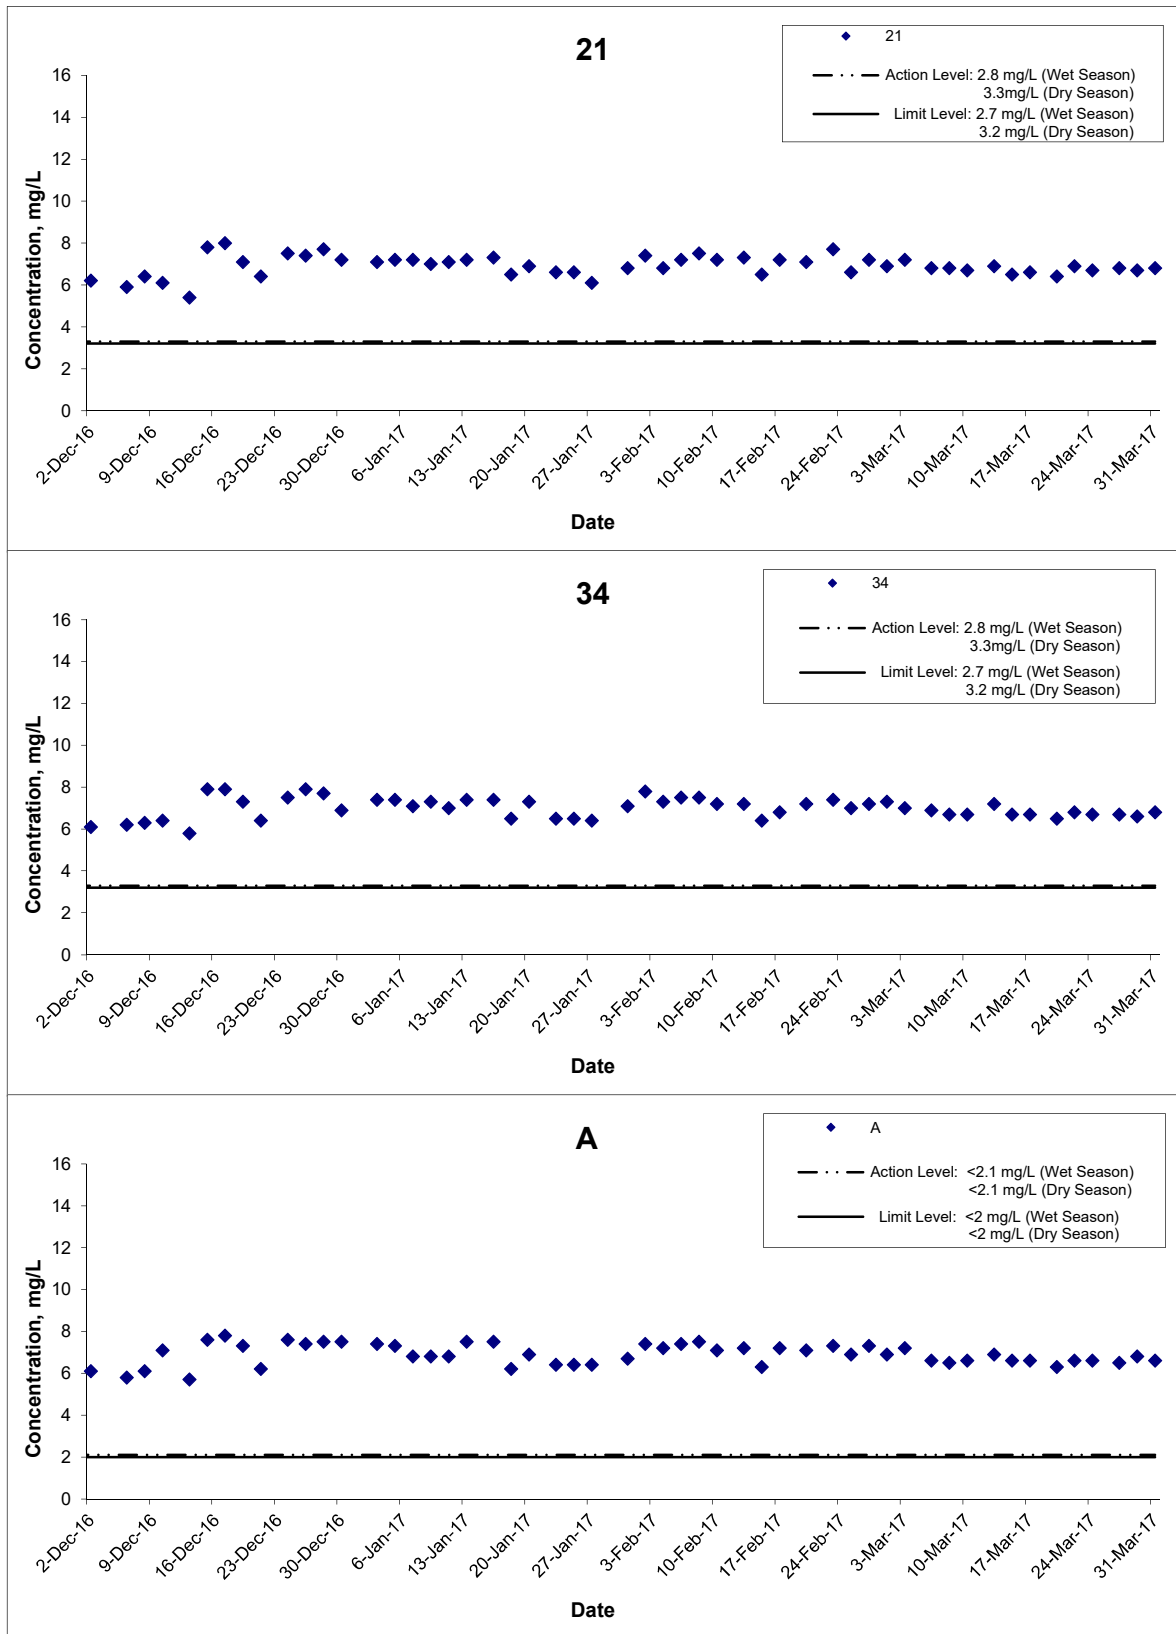 21
21
Action Level: 2.8 mg/L (Wet Season)
3.3mg/L (Dry Season)
Limit Level: 2.7 mg/L (Wet Season)
3.2 mg/L (Dry Season)
Concentration, mg/L
16
14
12
10
8
6
4
2
0
2-Dec-16
9-Dec-16
16-Dec-16
23-Dec-16
30-Dec-16
6-Jan-17
13-Jan-17
20-Jan-17
27-Jan-17
3-Feb-17
10-Feb-17
17-Feb-17
24-Feb-17
3-Mar-17
10-Mar-17
17-Mar-17
24-Mar-17
31-Mar-17
Date
34
34
Action Level: 2.8 mg/L (Wet Season)
3.3mg/L (Dry Season)
Limit Level: 2.7 mg/L (Wet Season)
3.2 mg/L (Dry Season)
Concentration, mg/L
16
14
12
10
8
6
4
2
0
2-Dec-16
9-Dec-16
16-Dec-16
23-Dec-16
30-Dec-16
6-Jan-17
13-Jan-17
20-Jan-17
27-Jan-17
3-Feb-17
10-Feb-17
17-Feb-17
24-Feb-17
3-Mar-17
10-Mar-17
17-Mar-17
24-Mar-17
31-Mar-17
Date
A
A
Action Level: <2.1 mg/L (Wet Season)
<2.1 mg/L (Dry Season)
Limit Level: <2 mg/L (Wet Season)
<2 mg/L (Dry Season)
Concentration, mg/L
16
14
12
10
8
6
4
2
0
2-Dec-16
9-Dec-16
16-Dec-16
23-Dec-16
30-Dec-16
6-Jan-17
13-Jan-17
20-Jan-17
27-Jan-17
3-Feb-17
10-Feb-17
17-Feb-17
24-Feb-17
3-Mar-17
10-Mar-17
17-Mar-17
24-Mar-17
31-Mar-17
Date